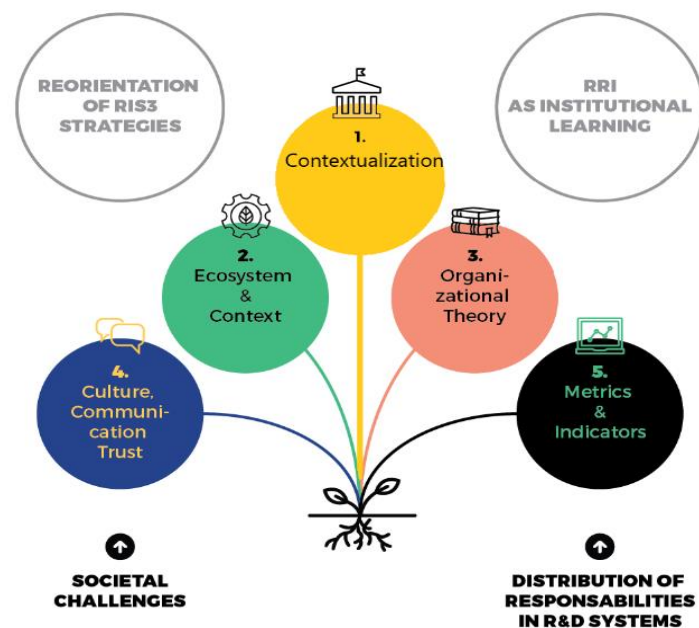 REORIENTATION
OF RIS3
STRATEGIES
RRI
AS INSTITUTIONAL
LEARNING
1.
Contextualization
2.
Ecosystem
&
Context
3.
Organi-
zational
Theory
4.
Culture,
Communi-
cation
Trust
5.
Metrics
&
Indicators
SOCIETAL
CHALLENGES
DISTRIBUTION OF
RESPONSABILITIES
IN R&D SYSTEMS